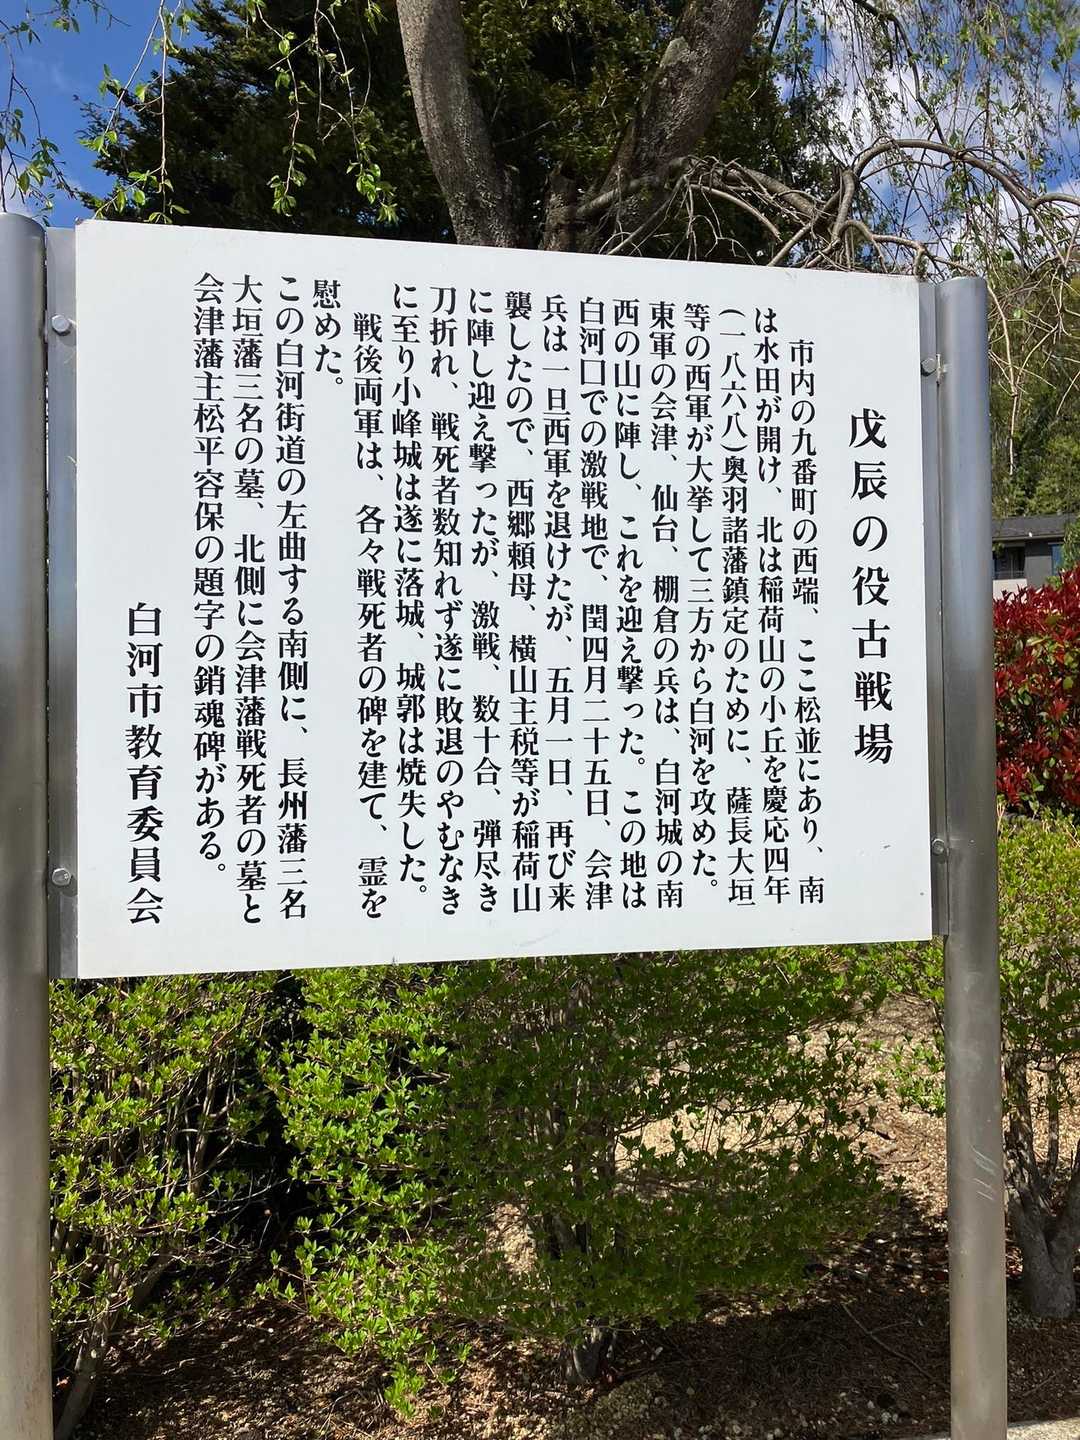 戊辰の役古戦場
市内の九番町の西端、ここ松並にあり、南
は水田が開け、北は稲荷山の小丘を慶応四年
(一八六八)奥羽諸藩鎮定のために、薩長大垣
等の西軍が大挙して三方から白河を攻めた。
東軍の会津、仙台、棚倉の兵は、白河城の南
西の山に陣し、これを迎え撃った。この地は
白河口での激戦地で、閏四月二十五日、会津
兵は一旦西軍を退けたが、五月一日、再び来
襲したので、西郷頼母、横山主税等が稲荷山
に陣し迎え撃ったが、激戦、数十合、弾尽き
刀折れ、戦死者数知れず遂に敗退のやむなき
に至り小峰城は遂に落城、城郭は焼失した。
戦後両軍は、各々戦死者の碑を建て、霊を
慰めた。
この白河街道の左曲する南側に、長州藩三名
大垣藩三名の墓、北側に会津藩戦死者の墓と
会津藩主松平容保の題字の銷魂碑がある。
白河市教育委員会